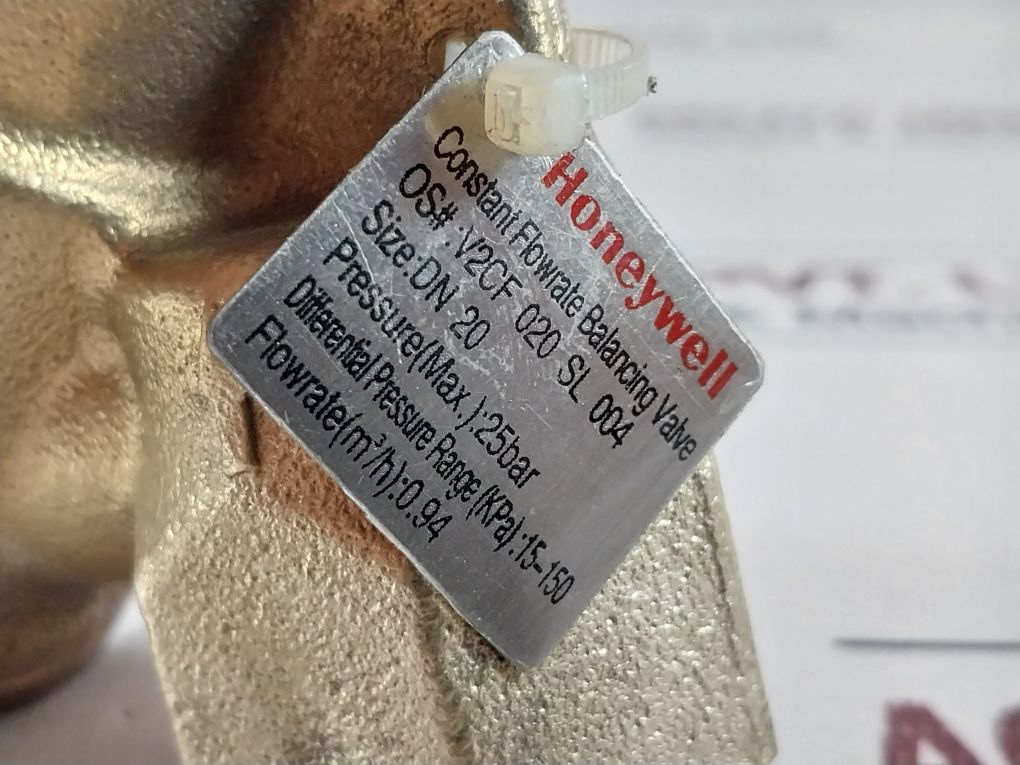 Honeywell
Constant Flowrate Balancing Valve
OS#:V2CF 020 SL 004
Size:DN 20
Pressure(Max.):25bar
Differential Pressure Range (KPa):15-150
Flowrate(m³/h):0.94